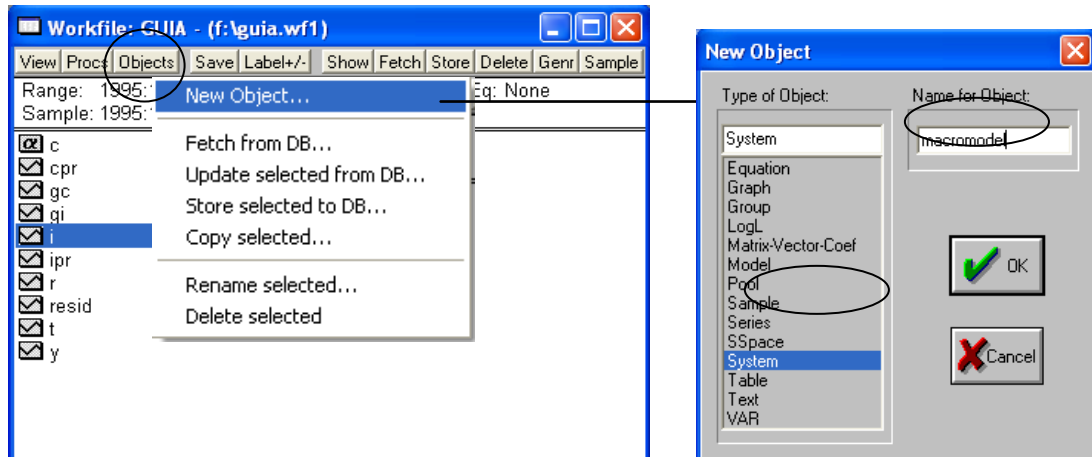 Workfile: GUIA - (f:\guia.wf1)
View Procs Objects Save Label+/- Show Fetch Store Delete Genr Sample
Range: 1995:
Eq: None
Sample: 1995:
New Object...
Fetch from DB...
Update selected from DB...
Store selected to DB...
Copy selected...
Rename selected...
Delete selected
c
cpr
gc
gi
i
ipr
r
resid
t
y
New Object
Type of Object:
System
Equation
Graph
Group
LogL
Matrix-Vector-Coef
Model
Pool
Sample
Series
SSpace
System
Table
Text
VAR
Name for Object:
macromodel
OK
Cancel